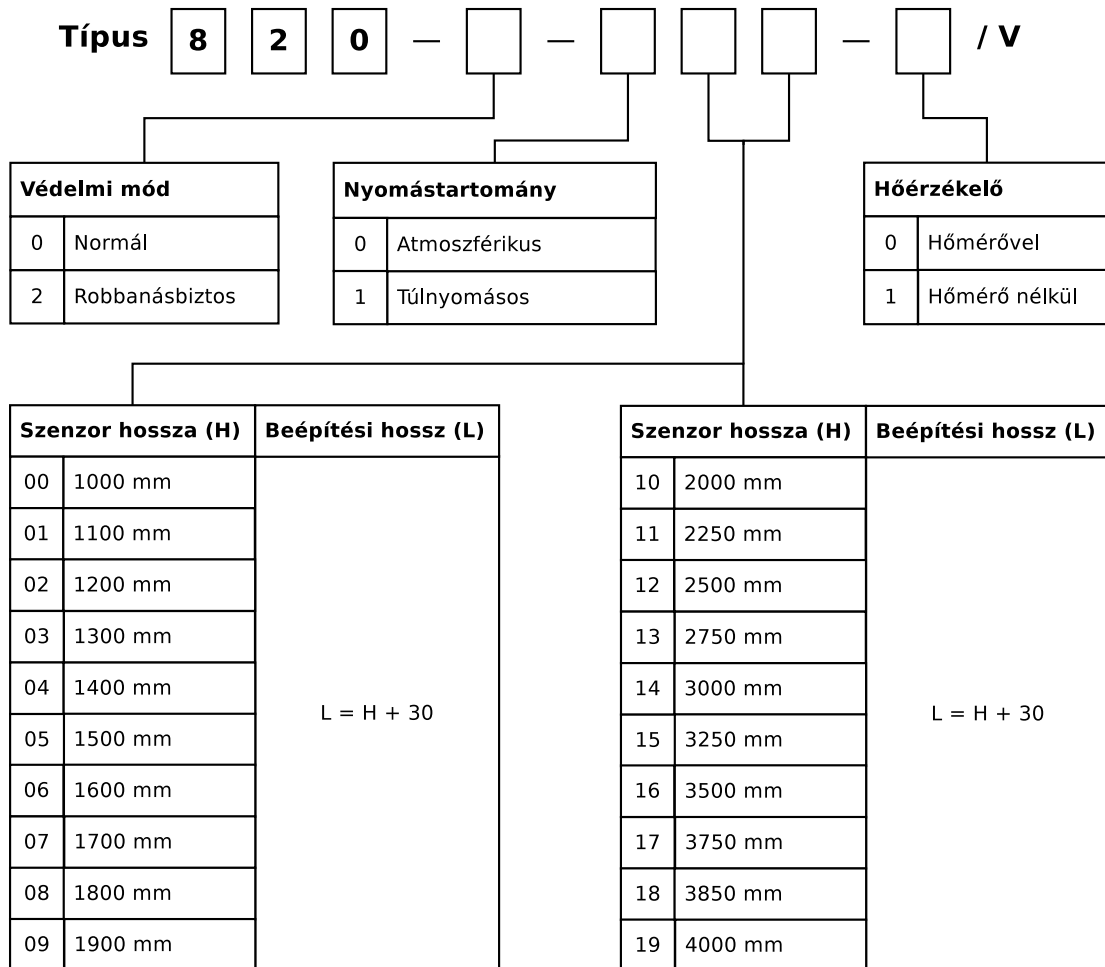 Típus 8 2 0 — — — / V
Védelmi mód
0 Normál
2 Robbanásbiztos
Nyomástartomány
0 Atmoszférikus
1 Túlnyomásos
Hőérzékelő
0 Hőmérővel
1 Hőmérő nélkül
Szenzor hossza (H) Beépítési hossz (L)
00 1000 mm
01 1100 mm
02 1200 mm
03 1300 mm
04 1400 mm
05 1500 mm
06 1600 mm
07 1700 mm
08 1800 mm
09 1900 mm
L = H + 30
Szenzor hossza (H) Beépítési hossz (L)
10 2000 mm
11 2250 mm
12 2500 mm
13 2750 mm
14 3000 mm
15 3250 mm
16 3500 mm
17 3750 mm
18 3850 mm
19 4000 mm
L = H + 30